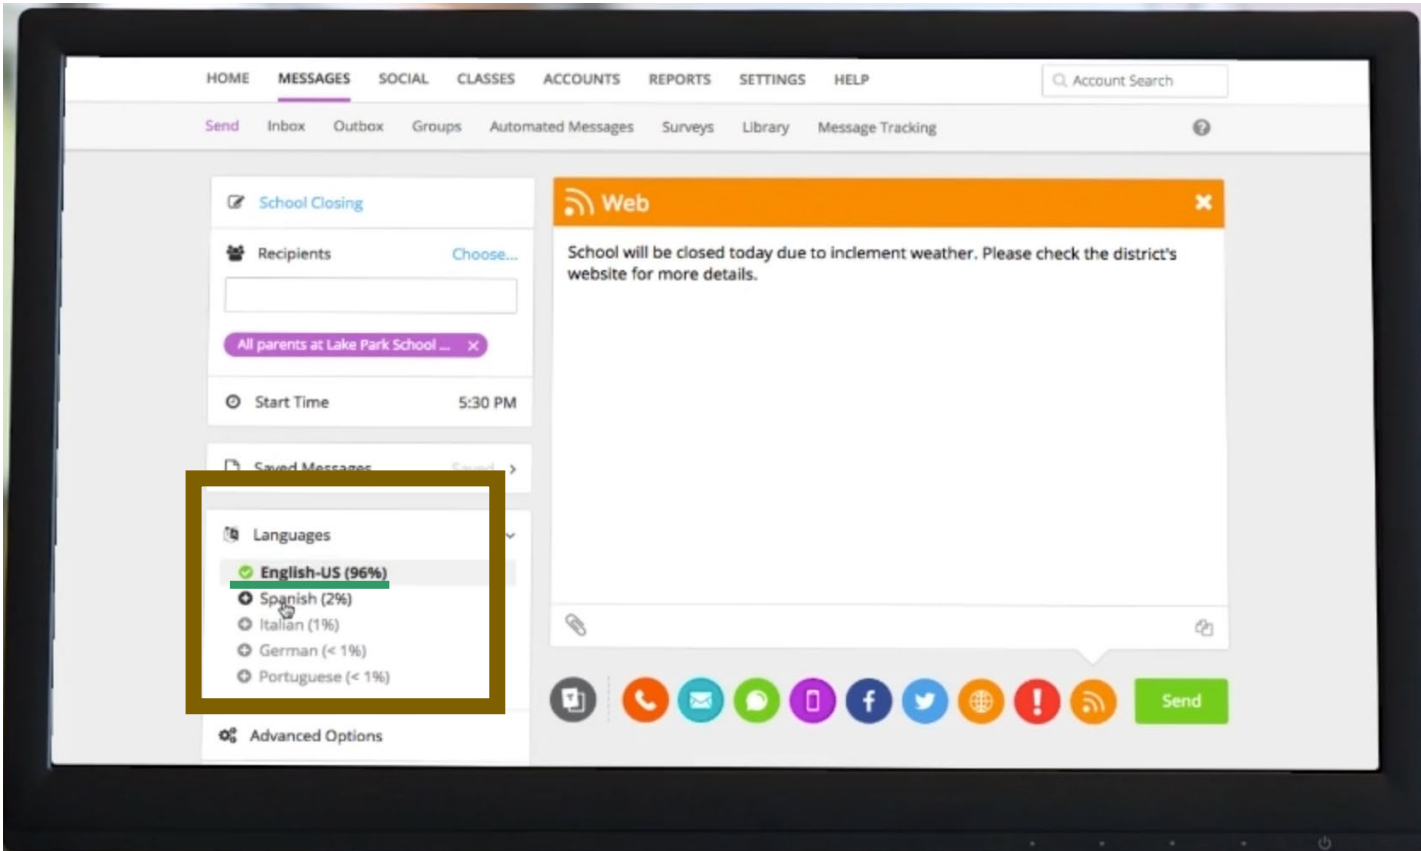 HOME MESSAGES SOCIAL CLASSES ACCOUNTS REPORTS SETTINGS HELP Account Search
Send Inbox Outbox Groups Automated Messages Surveys Library Message Tracking
School Closing
Recipients Choose...
All parents at Lake Park School ...
Start Time 5:30 PM
Saved Messages Saved
Languages
English-US (96%)
Spanish (2%)
Italian (1%)
German (< 1%)
Portuguese (< 1%)
Advanced Options
Web
School will be closed today due to inclement weather. Please check the district's
website for more details.
Send